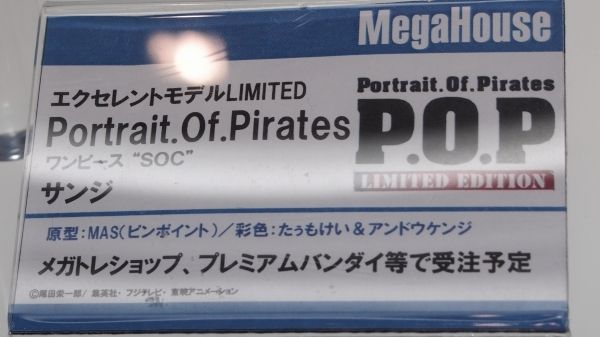 MegaHouse
エクセレントモデルLIMITED
Portrait.Of.Pirates
ワンピース "SOC"
サンジ
Portrait.Of.Pirates
P.O.P
LIMITED EDITION
原型:MAS(ピンポイント)/彩色:たぅもけい&アンドウケンジ
メガトレショップ、プレミアムバンダイ等で受注予定
©尾田栄一郎/集英社・フジテレビ・東映アニメーション